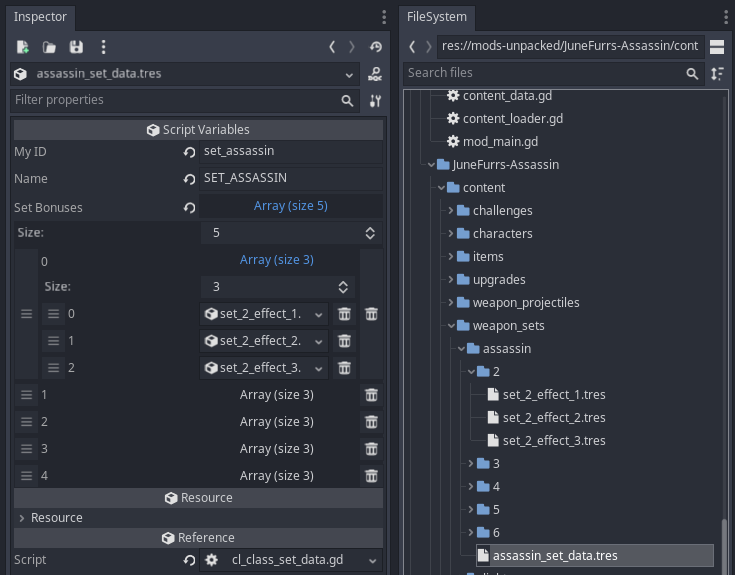 Inspector
assassin_set_data.tres
Filter properties
Script Variables
My ID
set_assassin
Name
SET_ASSASSIN
Set Bonuses
Array (size 5)
Size:
5
0
Array (size 3)
Size:
3
0
set_2_effect_1.
1
set_2_effect_2.
2
set_2_effect_3.
1
Array (size 3)
2
Array (size 3)
3
Array (size 3)
4
Array (size 3)
Resource
Resource
Reference
Script
cl_class_set_data.gd
FileSystem
res://mods-unpacked/JuneFurrs-Assassin/cont
Search files
content_data.gd
content_loader.gd
mod_main.gd
JuneFurrs-Assassin
content
challenges
characters
items
upgrades
weapon_projectiles
weapon_sets
assassin
2
set_2_effect_1.tres
set_2_effect_2.tres
set_2_effect_3.tres
3
4
5
6
assassin_set_data.tres